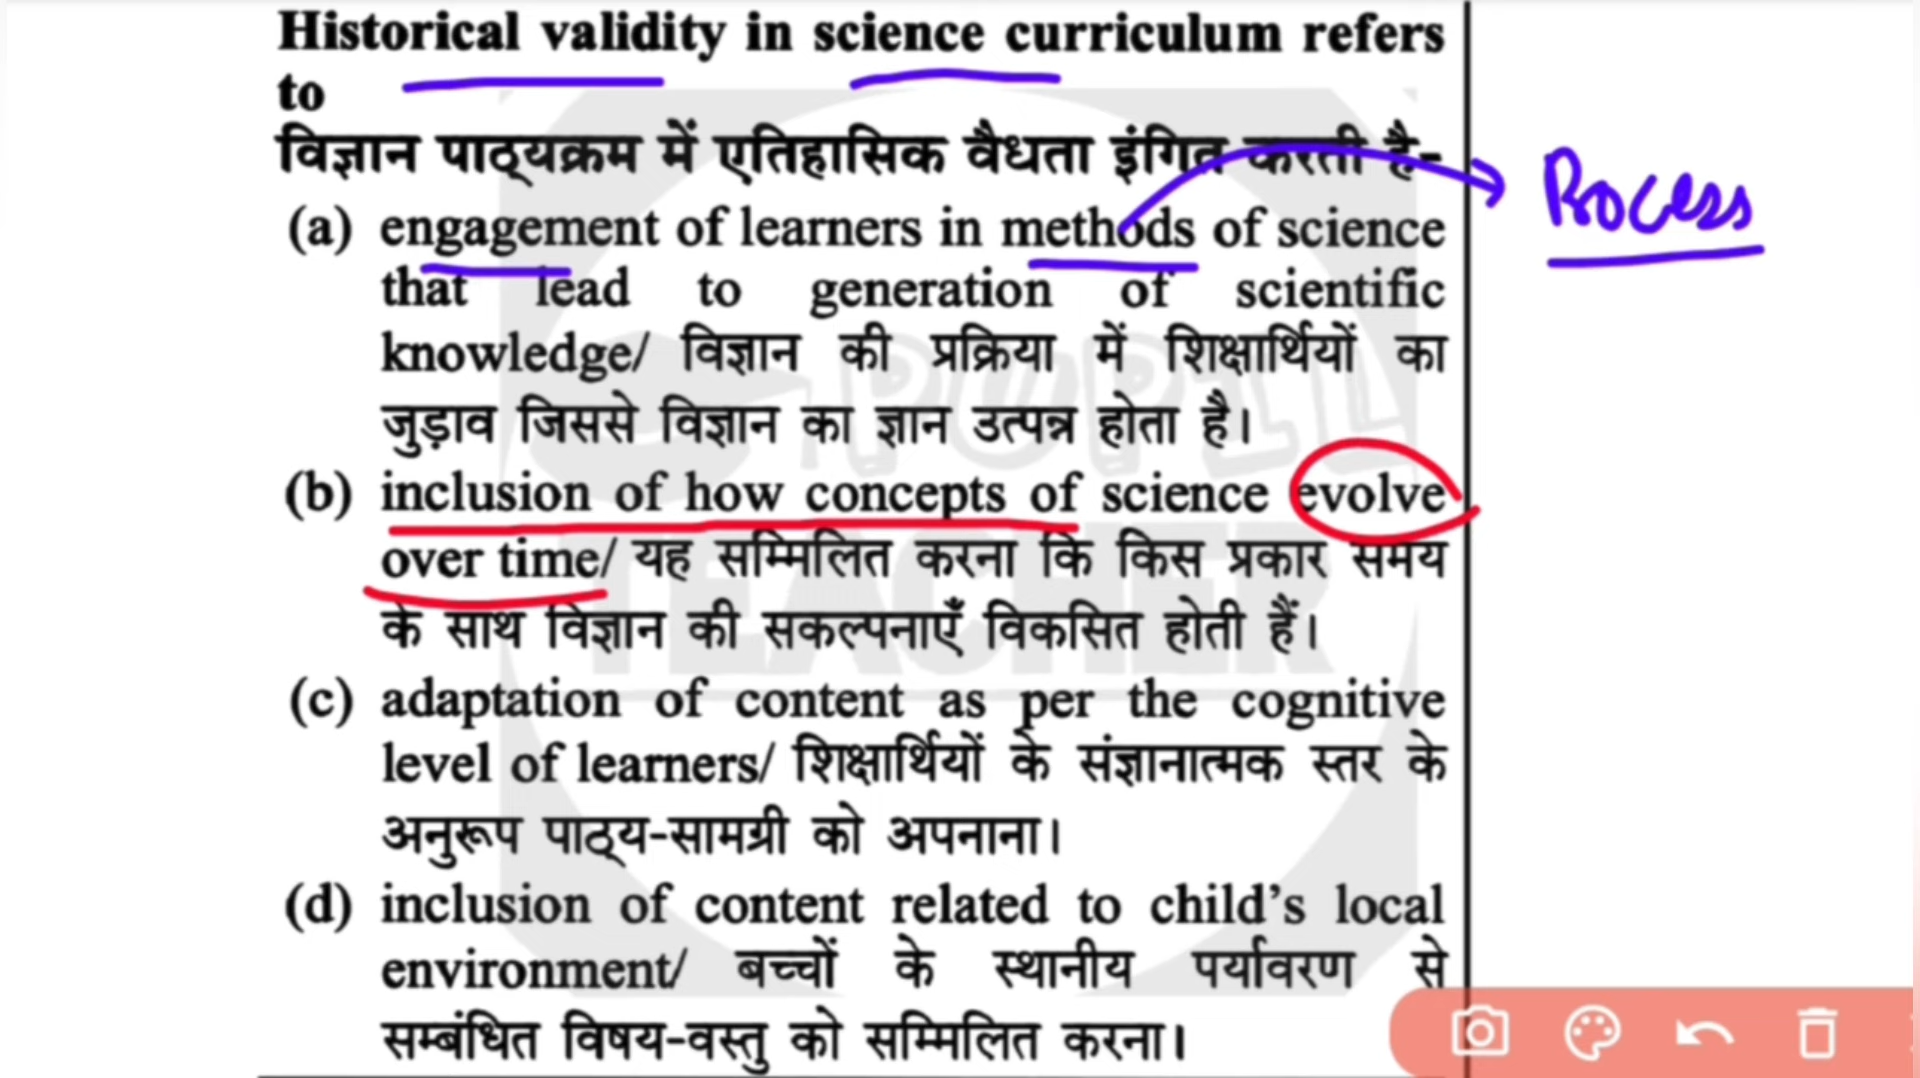 Historical validity in science curriculum refers
to
विज्ञान पाठ्यक्रम में एतिहासिक वैधता इंगित करती है-
Process
(a) engagement of learners in methods of science
that lead to generation of scientific
knowledge/ विज्ञान की प्रक्रिया में शिक्षार्थियों का
जुड़ाव जिससे विज्ञान का ज्ञान उत्पन्न होता है।
(b) inclusion of how concepts of science evolve
over time/ यह सम्मिलित करना कि किस प्रकार समय
के साथ विज्ञान की सकल्पनाएँ विकसित होती हैं।
(c) adaptation of content as per the cognitive
level of learners/ शिक्षार्थियों के संज्ञानात्मक स्तर के
अनुरूप पाठ्य-सामग्री को अपनाना।
(d) inclusion of content related to child's local
environment/ बच्चों के स्थानीय पर्यावरण से
सम्बंधित विषय-वस्तु को सम्मिलित करना।
PUPIL
TEACHER